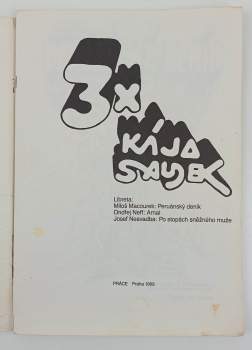 3x
KÁJA
SAUDEK
Libreta:
Miloš Macourek: Peruánský deník
Ondřej Neff: Arnal
Josef Nesvadba: Po stopách sněžného muže
PRÁCE Praha